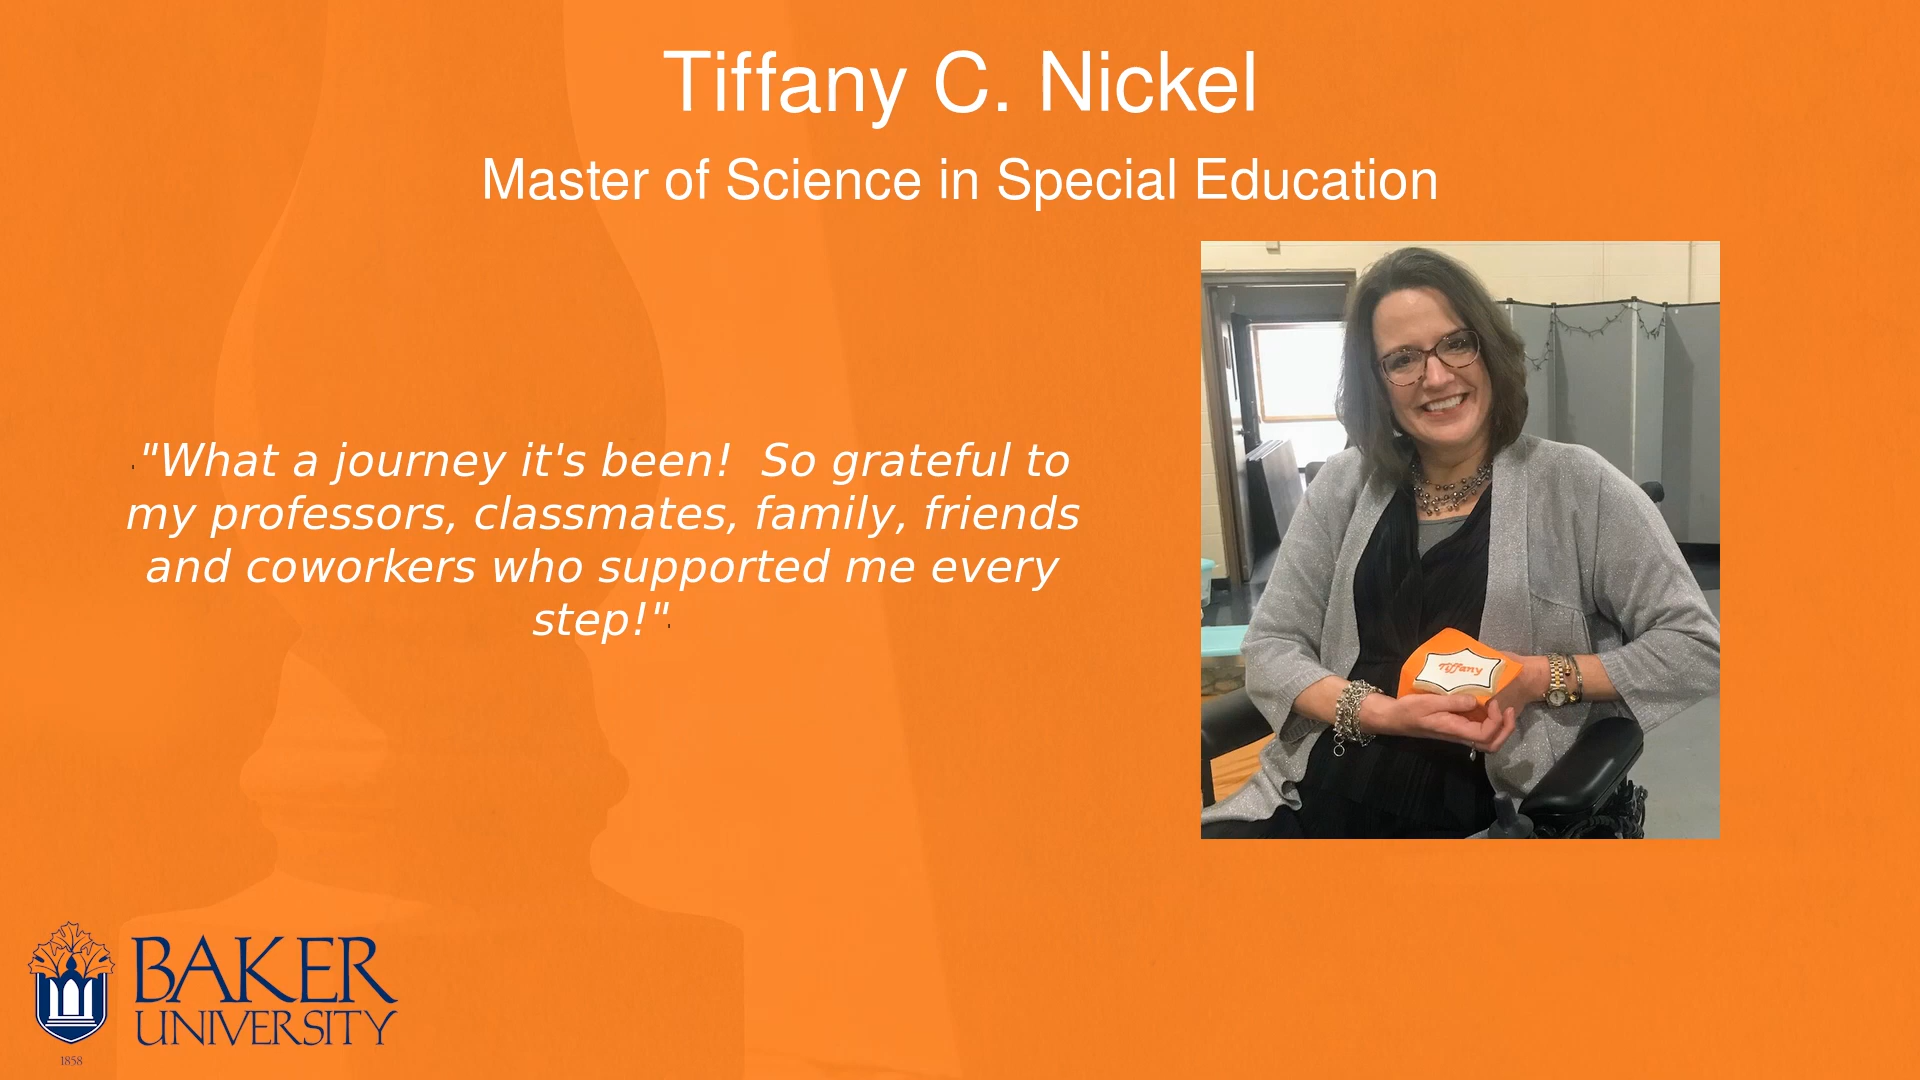 Tiffany C. Nickel
Master of Science in Special Education
"What a journey it's been!  So grateful to
my professors, classmates, family, friends
and coworkers who supported me every
step!"
Tiffany
BAKER
UNIVERSITY
1858